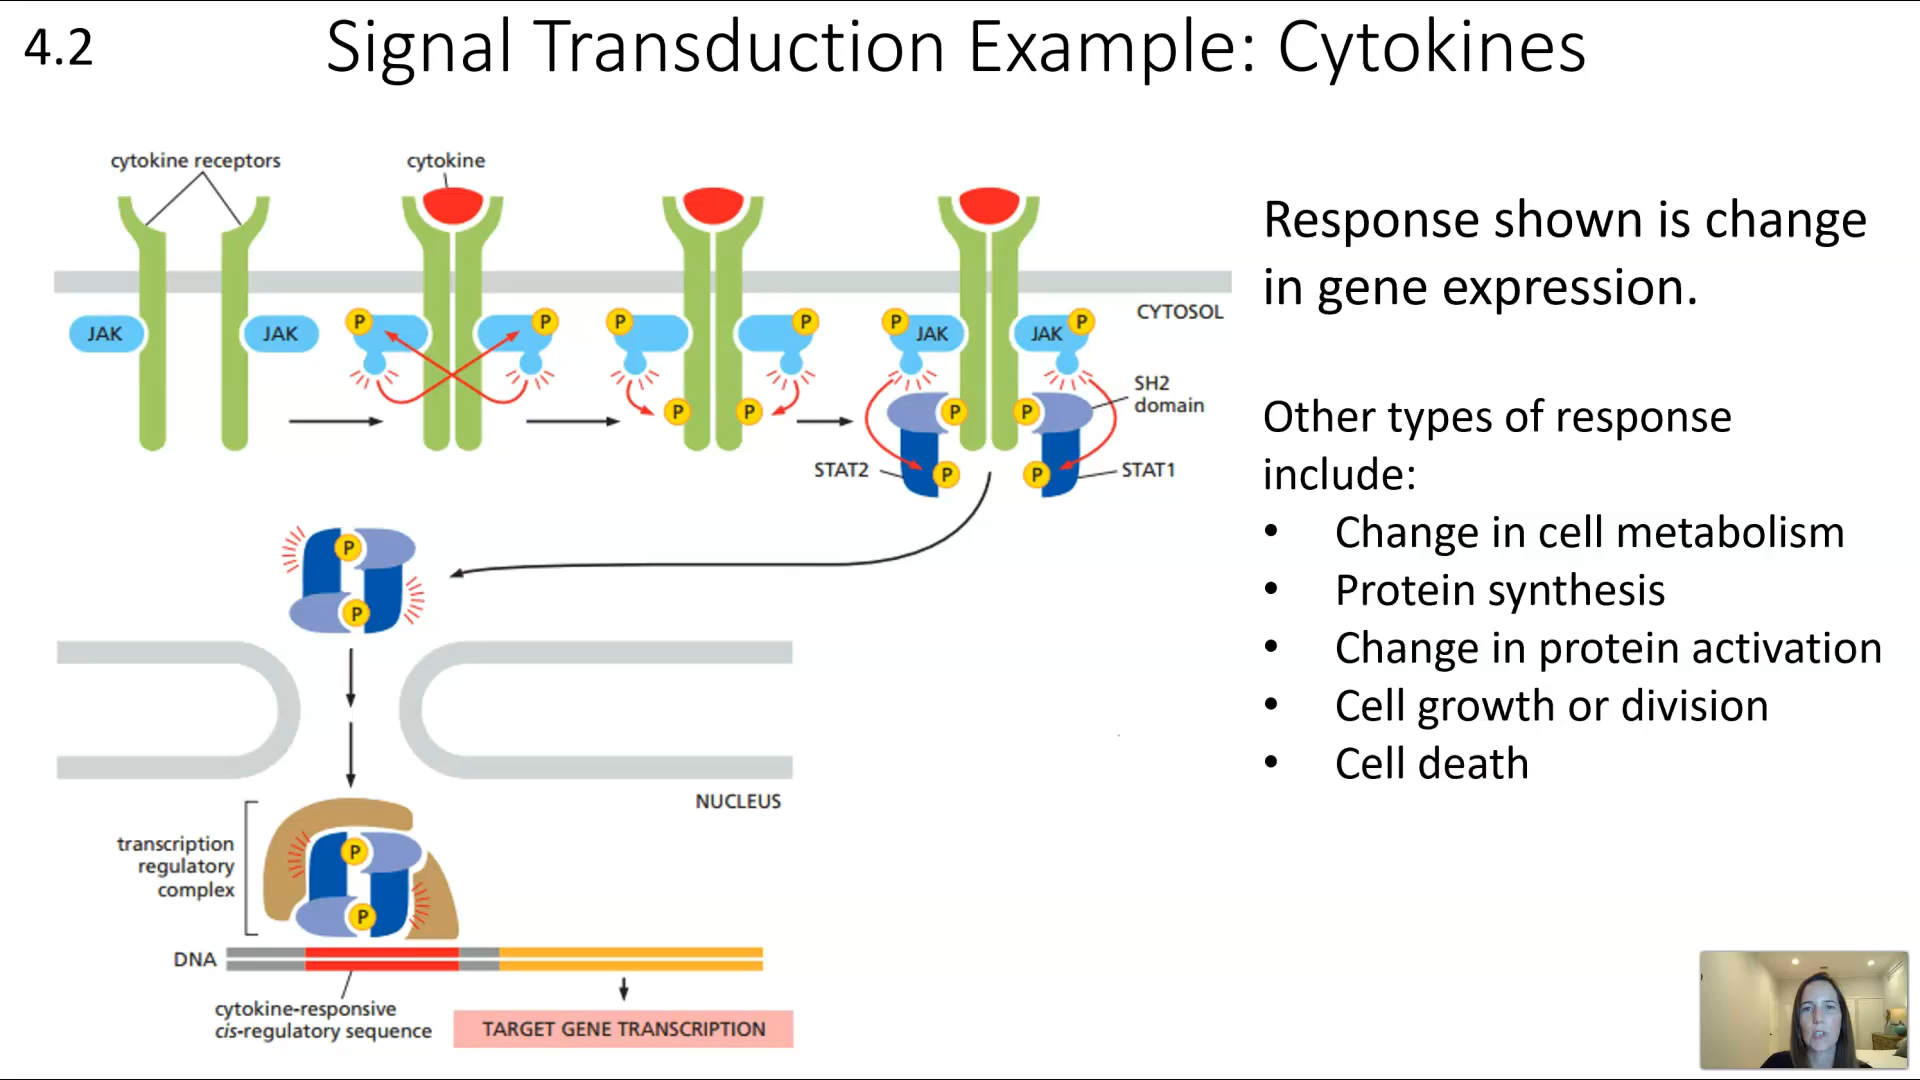 4.2
Signal Transduction Example: Cytokines
cytokine receptors
cytokine
JAK
JAK
P
P
P
P
P
P
P
JAK
JAK
P
CYTOSOL
P
P
SH2
domain
STAT2
P
P
STAT1
P
P
NUCLEUS
transcription
regulatory
complex
P
P
DNA
cytokine-responsive
cis-regulatory sequence
TARGET GENE TRANSCRIPTION
Response shown is change
in gene expression.
Other types of response
include:
• Change in cell metabolism
• Protein synthesis
• Change in protein activation
• Cell growth or division
• Cell death